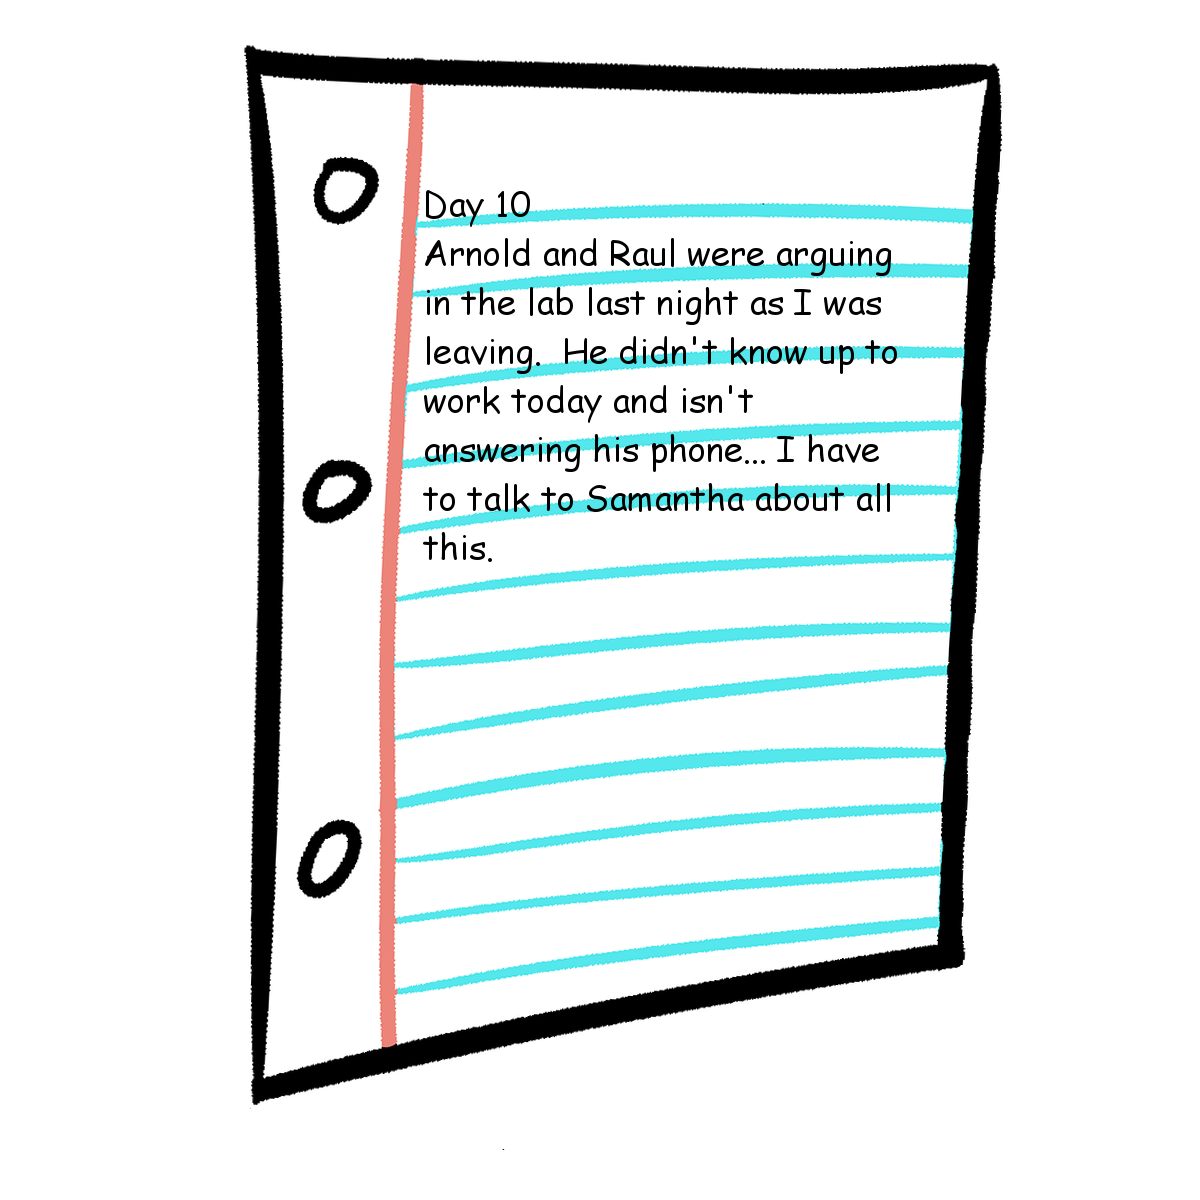 Day 10
Arnold and Raul were arguing
in the lab last night as I was
leaving.  He didn't know up to
work today and isn't
answering his phone... I have
to talk to Samantha about all
this.